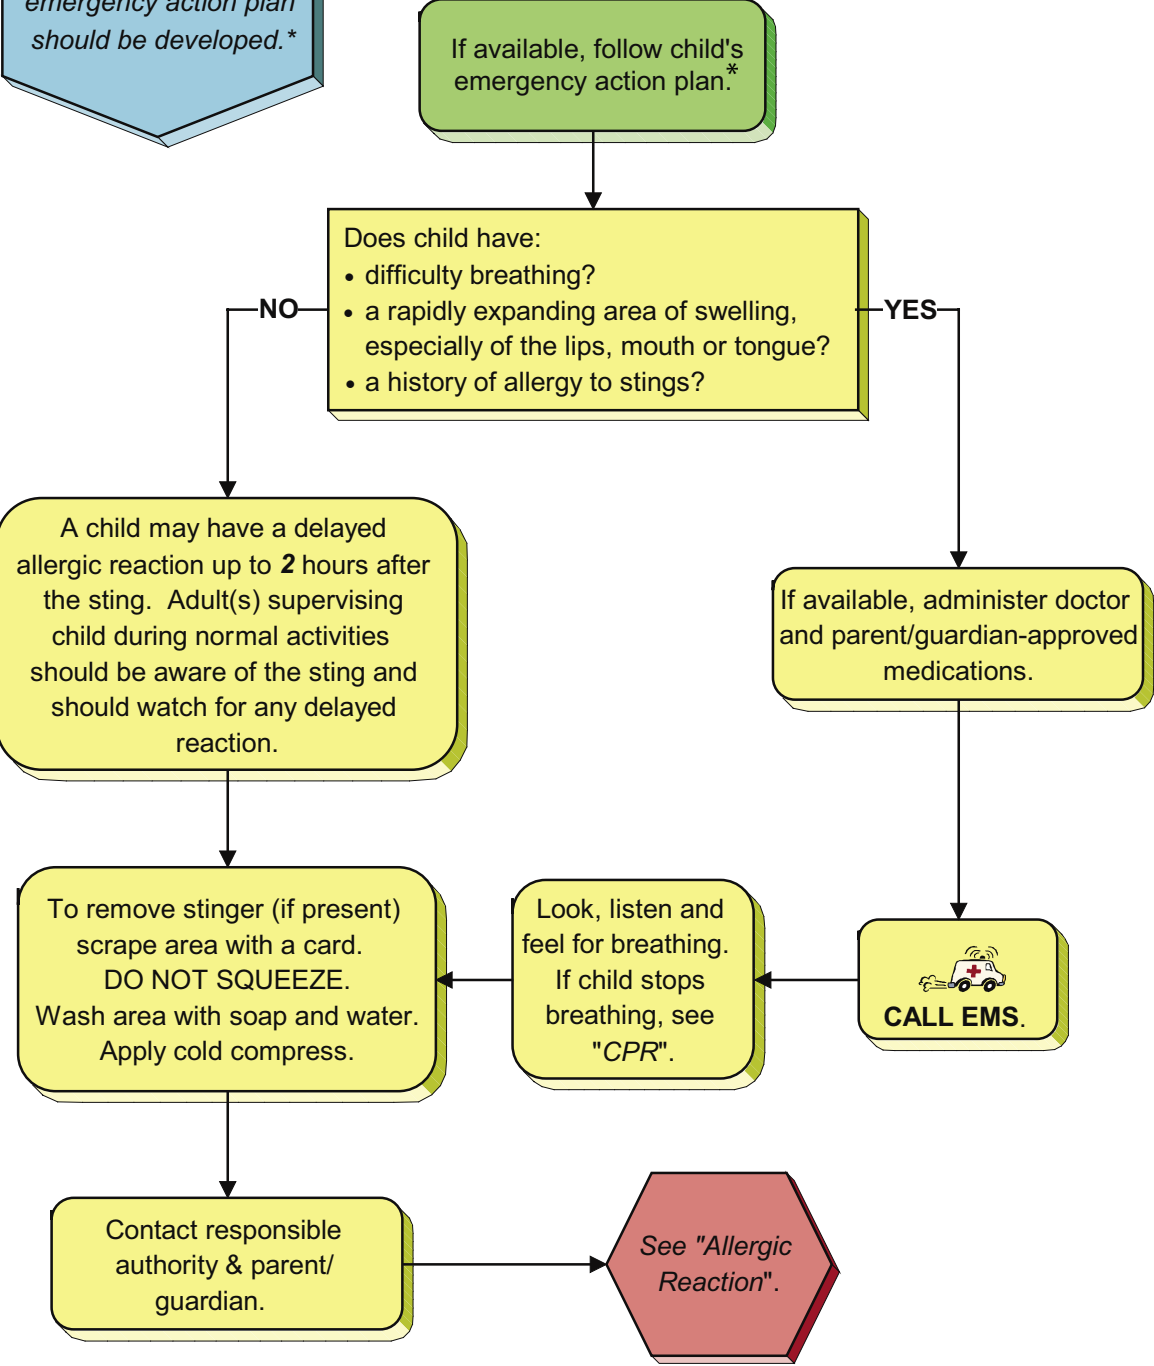 emergency action plan
should be developed.*
If available, follow child's
emergency action plan.*
Does child have:
• difficulty breathing?
• a rapidly expanding area of swelling,
especially of the lips, mouth or tongue?
• a history of allergy to stings?
NO
YES
A child may have a delayed
allergic reaction up to 2 hours after
the sting. Adult(s) supervising
child during normal activities
should be aware of the sting and
should watch for any delayed
reaction.
If available, administer doctor
and parent/guardian-approved
medications.
To remove stinger (if present)
scrape area with a card.
DO NOT SQUEEZE.
Wash area with soap and water.
Apply cold compress.
Look, listen and
feel for breathing.
If child stops
breathing, see
"CPR".
CALL EMS.
Contact responsible
authority & parent/
guardian.
See "Allergic
Reaction".